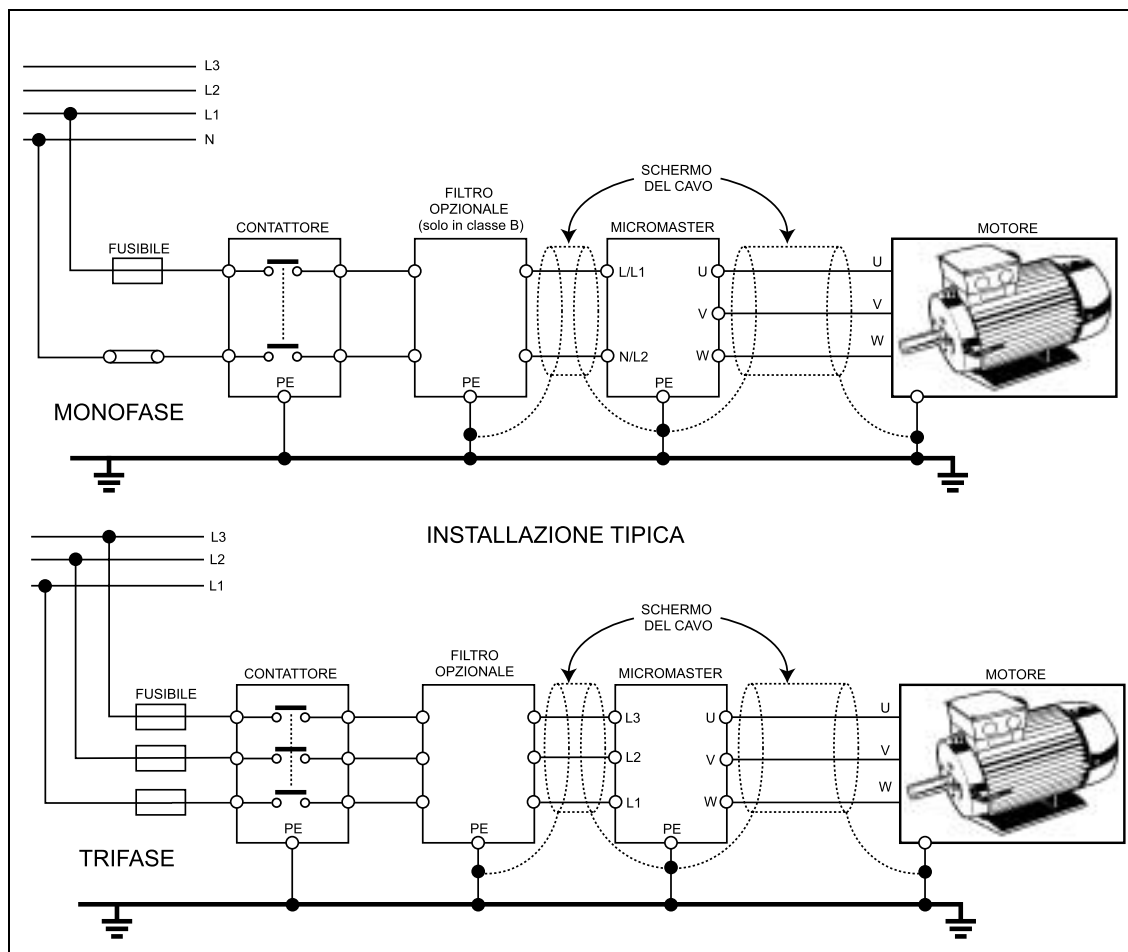 L3
L2
L1
N
SCHERMO
DEL CAVO
FILTRO
OPZIONALE
(solo in classe B)
FUSIBILE
CONTATTORE
MICROMASTER
MOTORE
L/L1
U
U
V
V
N/L2
W
W
PE
PE
PE
MONOFASE
INSTALLAZIONE TIPICA
L3
L2
L1
SCHERMO
DEL CAVO
FILTRO
OPZIONALE
FUSIBILE
CONTATTORE
MICROMASTER
MOTORE
L3
U
U
L2
V
V
L1
W
W
PE
PE
PE
TRIFASE